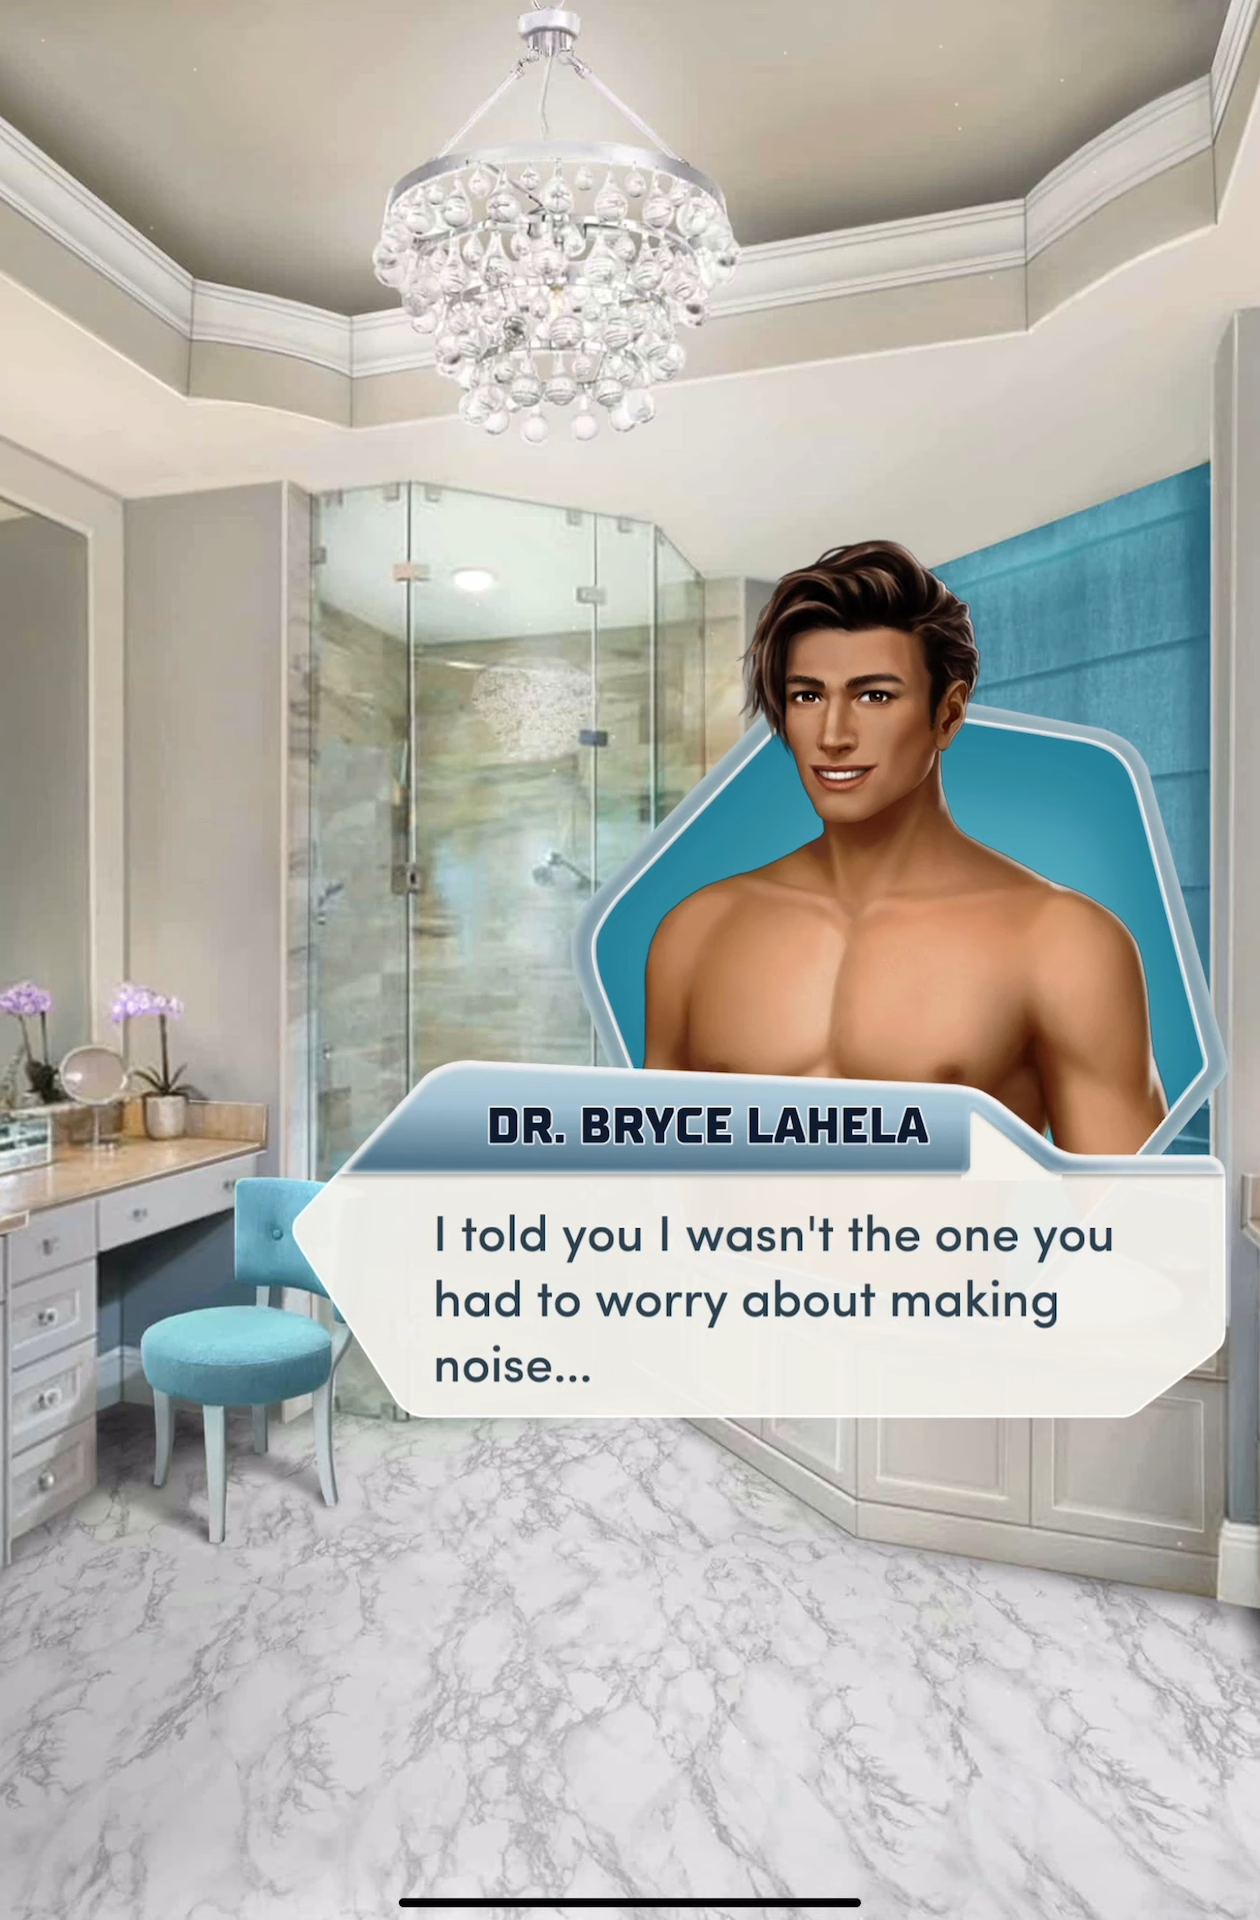 DR. BRYCE LAHELA
I told you I wasn't the one you
had to worry about making
noise...